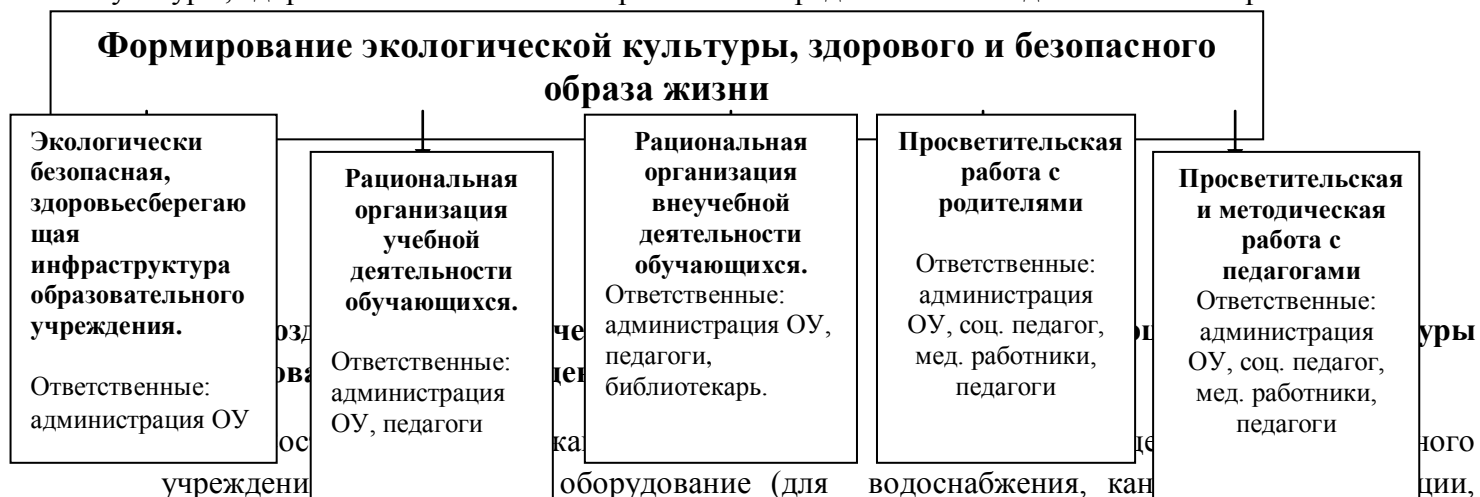 Формирование экологической культуры, здорового и безопасного
образа жизни
Экологически
безопасная,
здоровьесберегаю
щая
инфраструктура
образовательного
учреждения.
Ответственные:
администрация ОУ
Рациональная
организация
учебной
деятельности
обучающихся.
Ответственные:
администрация
ОУ, педагоги
Рациональная
организация
внеучебной
деятельности
обучающихся.
Ответственные:
администрация ОУ,
педагоги,
библиотекарь.
Просветительская
работа с
родителями
Ответственные:
администрация
ОУ, соц. педагог,
мед. работники,
педагоги
Просветительская
и методическая
работа с
педагогами
Ответственные:
администрация
ОУ, соц. педагог,
мед. работники,
педагоги
оборудование (для водоснабжения,